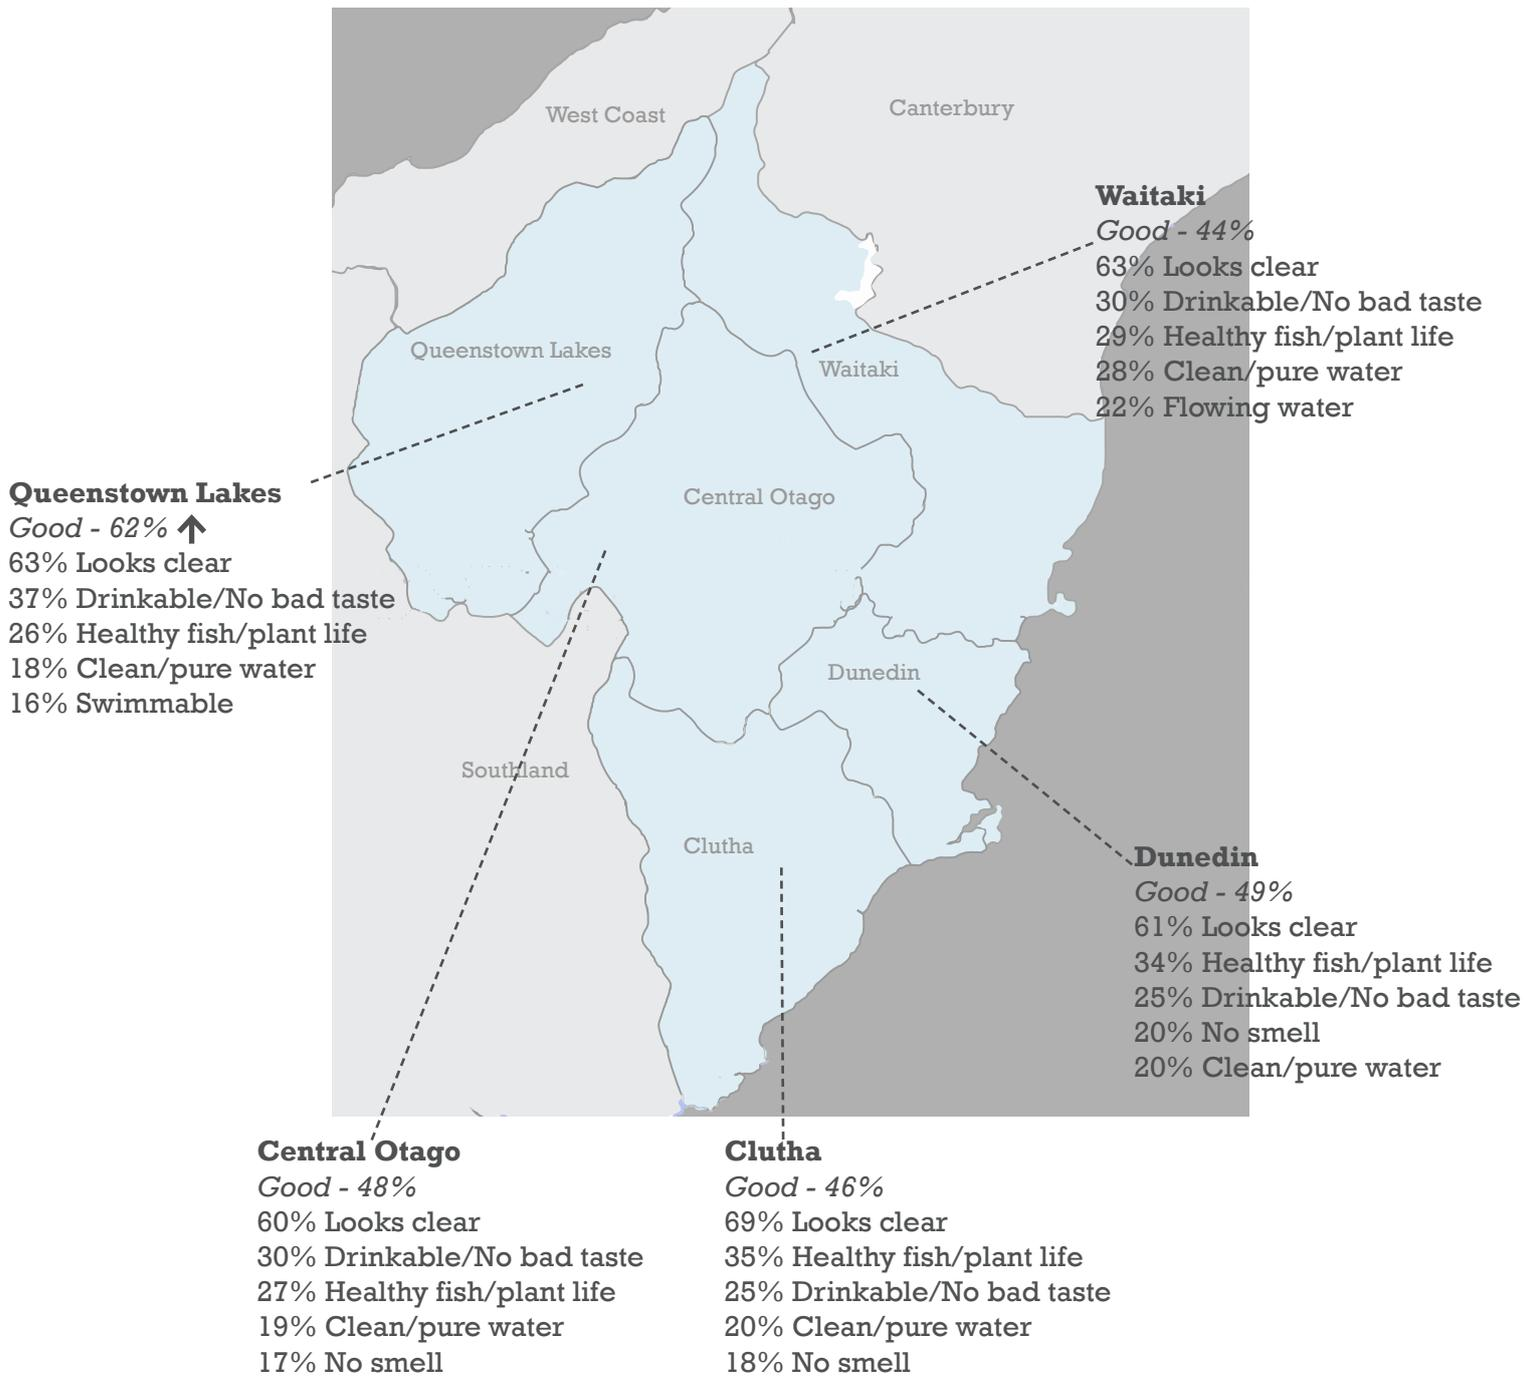 West Coast
Canterbury
Waitaki
Good - 44%
63% Looks clear
30% Drinkable/No bad taste
29% Healthy fish/plant life
28% Clean/pure water
22% Flowing water
Queenstown Lakes
Waitaki
Central Otago
Queenstown Lakes
Good - 62% ↑
63% Looks clear
37% Drinkable/No bad taste
26% Healthy fish/plant life
18% Clean/pure water
16% Swimmable
Dunedin
Southland
Clutha
Dunedin
Good - 49%
61% Looks clear
34% Healthy fish/plant life
25% Drinkable/No bad taste
20% No smell
20% Clean/pure water
Central Otago
Good - 48%
60% Looks clear
30% Drinkable/No bad taste
27% Healthy fish/plant life
19% Clean/pure water
17% No smell
Clutha
Good - 46%
69% Looks clear
35% Healthy fish/plant life
25% Drinkable/No bad taste
20% Clean/pure water
18% No smell